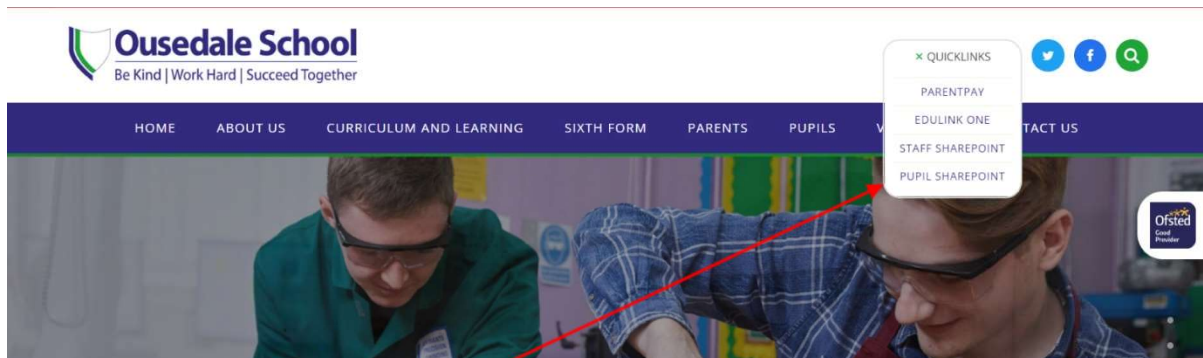 Ousedale School
Be Kind | Work Hard | Succeed Together
× QUICKLINKS
PARENTPAY
EDULINK ONE
STAFF SHAREPOINT
PUPIL SHAREPOINT
HOME ABOUT US CURRICULUM AND LEARNING SIXTH FORM PARENTS PUPILS V TACT US
Ofsted
Good
Provider